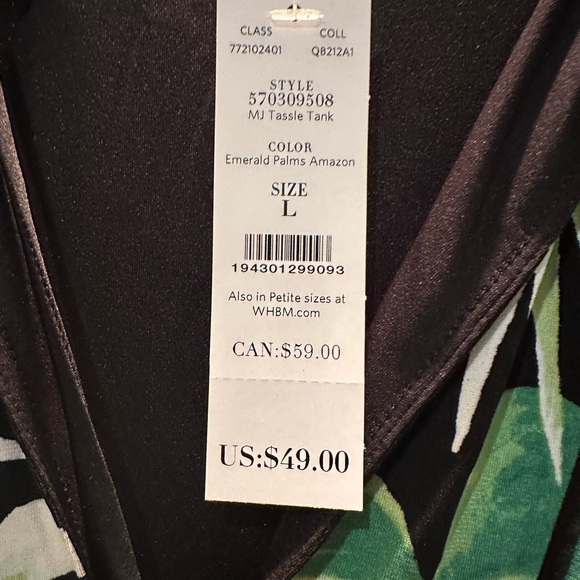 CLASS COLL
772102401 QB212A1
STYLE
570309508
MJ Tassle Tank
COLOR
Emerald Palms Amazon
SIZE
L
194301299093
Also in Petite sizes at
WHBM.com
CAN:$59.00
US:$49.00